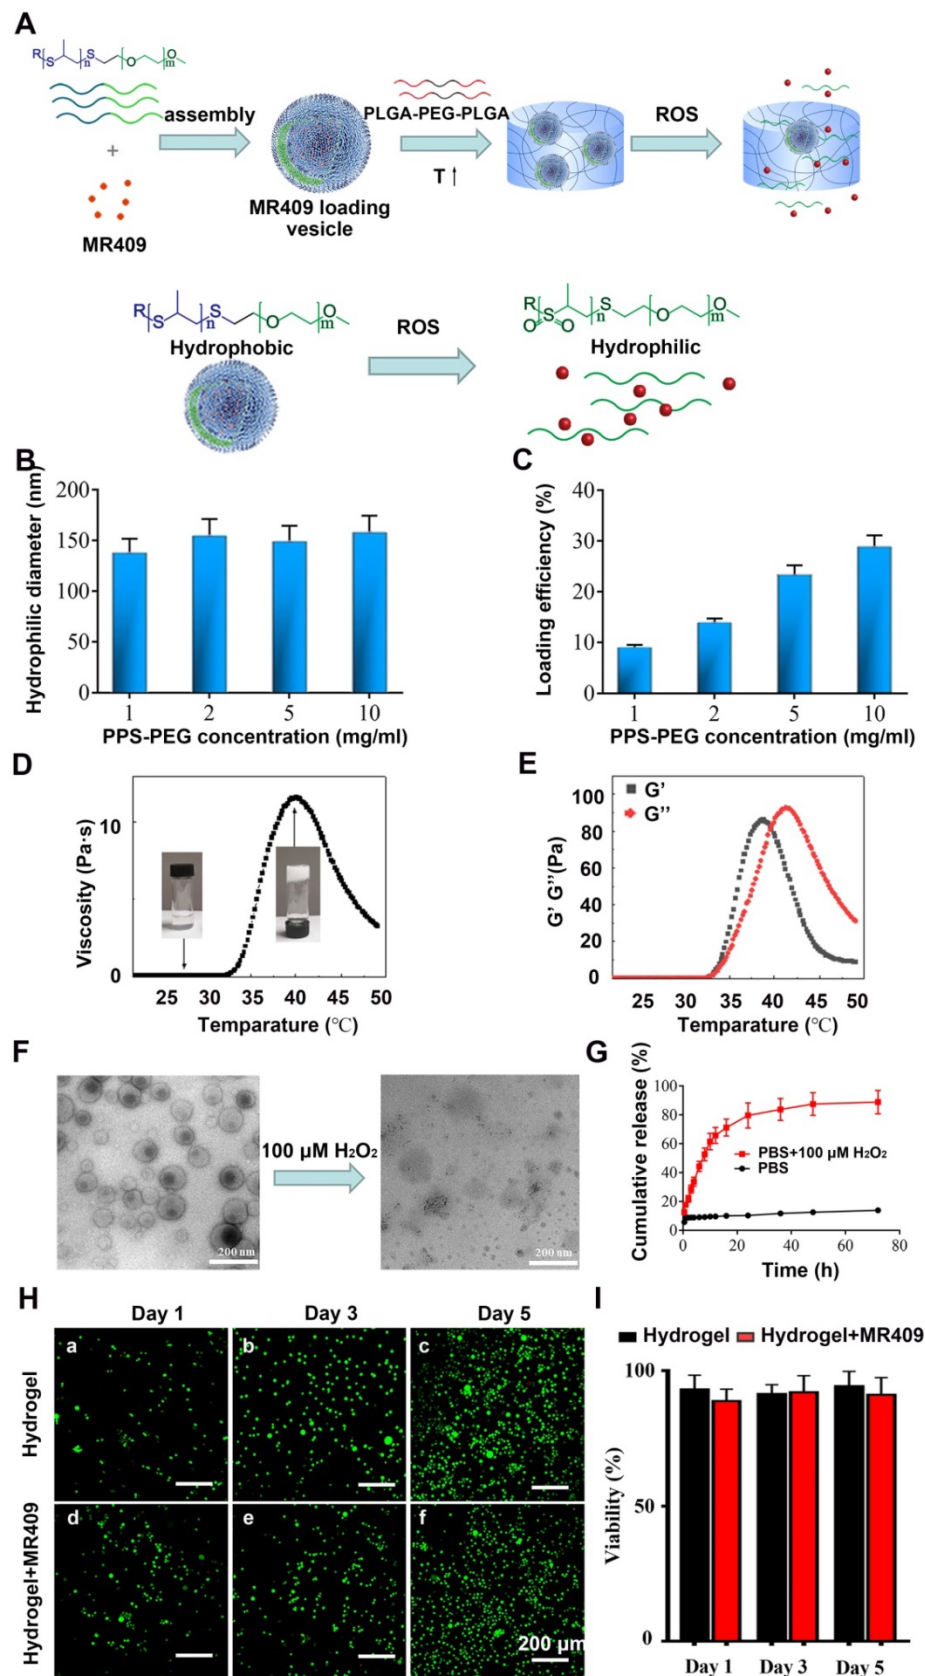 A
R S n S O m O
assembly
PLGA-PEG-PLGA
ROS
+
T ↑
MR409 loading
vesicle
MR409
R S n S O m O
ROS
R S O O n S O m O
Hydrophobic
Hydrophilic
B
Hydrophilic diameter (nm)
200
150
100
50
0
1 2 5 10
PPS-PEG concentration (mg/ml)
C
Loading efficiency (%)
40
30
20
10
0
1 2 5 10
PPS-PEG concentration (mg/ml)
D
Viscosity (Pa·s)
10
0
25 30 35 40 45 50
Temparature (℃)
E
G' G''(Pa)
G'
G''
100
80
60
40
20
0
25 30 35 40 45 50
Temparature (℃)
F
100 μM H₂O₂
200 nm
200 nm
G
Cumulative release (%)
100
80
60
40
20
0
PBS+100 μM H₂O₂
PBS
0 20 40 60 80
Time (h)
H
Day 1 Day 3 Day 5
Hydrogel
a b c
Hydrogel+MR409
d e f
200 μm
I
Hydrogel Hydrogel+MR409
Viability (%)
100
50
0
Day 1 Day 3 Day 5